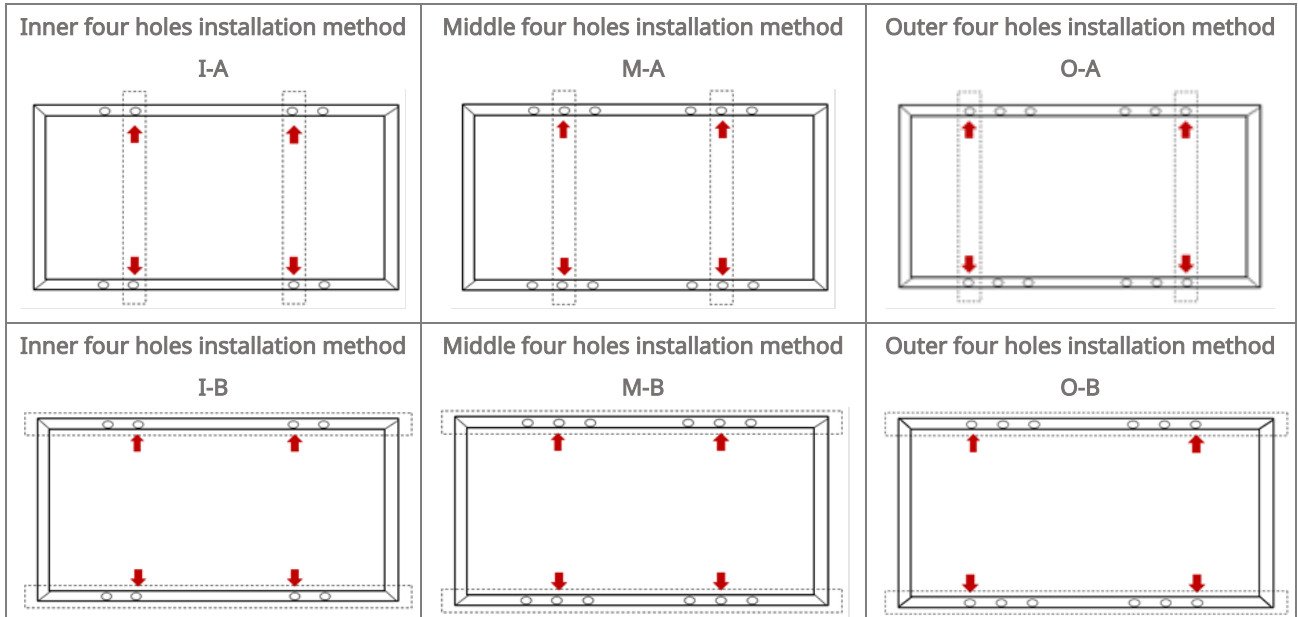 Inner four holes installation method
I-A
Middle four holes installation method
M-A
Outer four holes installation method
O-A
Inner four holes installation method
I-B
Middle four holes installation method
M-B
Outer four holes installation method
O-B